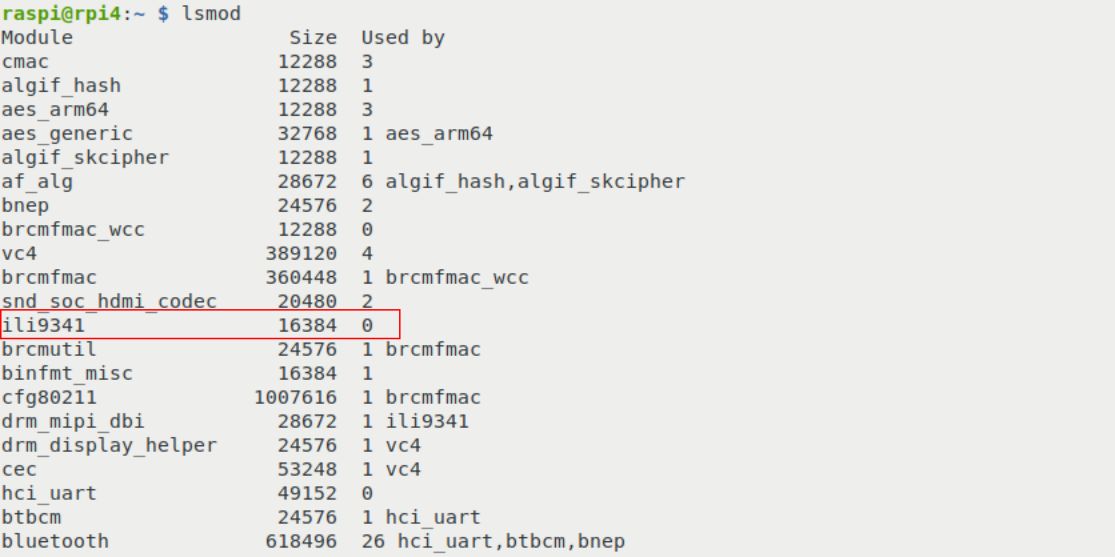 raspi@rpi4:~ $ lsmod
Module                  Size  Used by
cmac                   12288  3
algif_hash             12288  1
aes_arm64              12288  3
aes_generic            32768  1 aes_arm64
algif_skcipher         12288  1
af_alg                 28672  6 algif_hash,algif_skcipher
bnep                   24576  2
brcmfmac_wcc           12288  0
vc4                   389120  4
brcmfmac              360448  1 brcmfmac_wcc
snd_soc_hdmi_codec     20480  2
ili9341                16384  0
brcmutil               24576  1 brcmfmac
binfmt_misc            16384  1
cfg80211             1007616  1 brcmfmac
drm_mipi_dbi           28672  1 ili9341
drm_display_helper     24576  1 vc4
cec                    53248  1 vc4
hci_uart               49152  0
btbcm                  24576  1 hci_uart
bluetooth             618496  26 hci_uart,btbcm,bnep